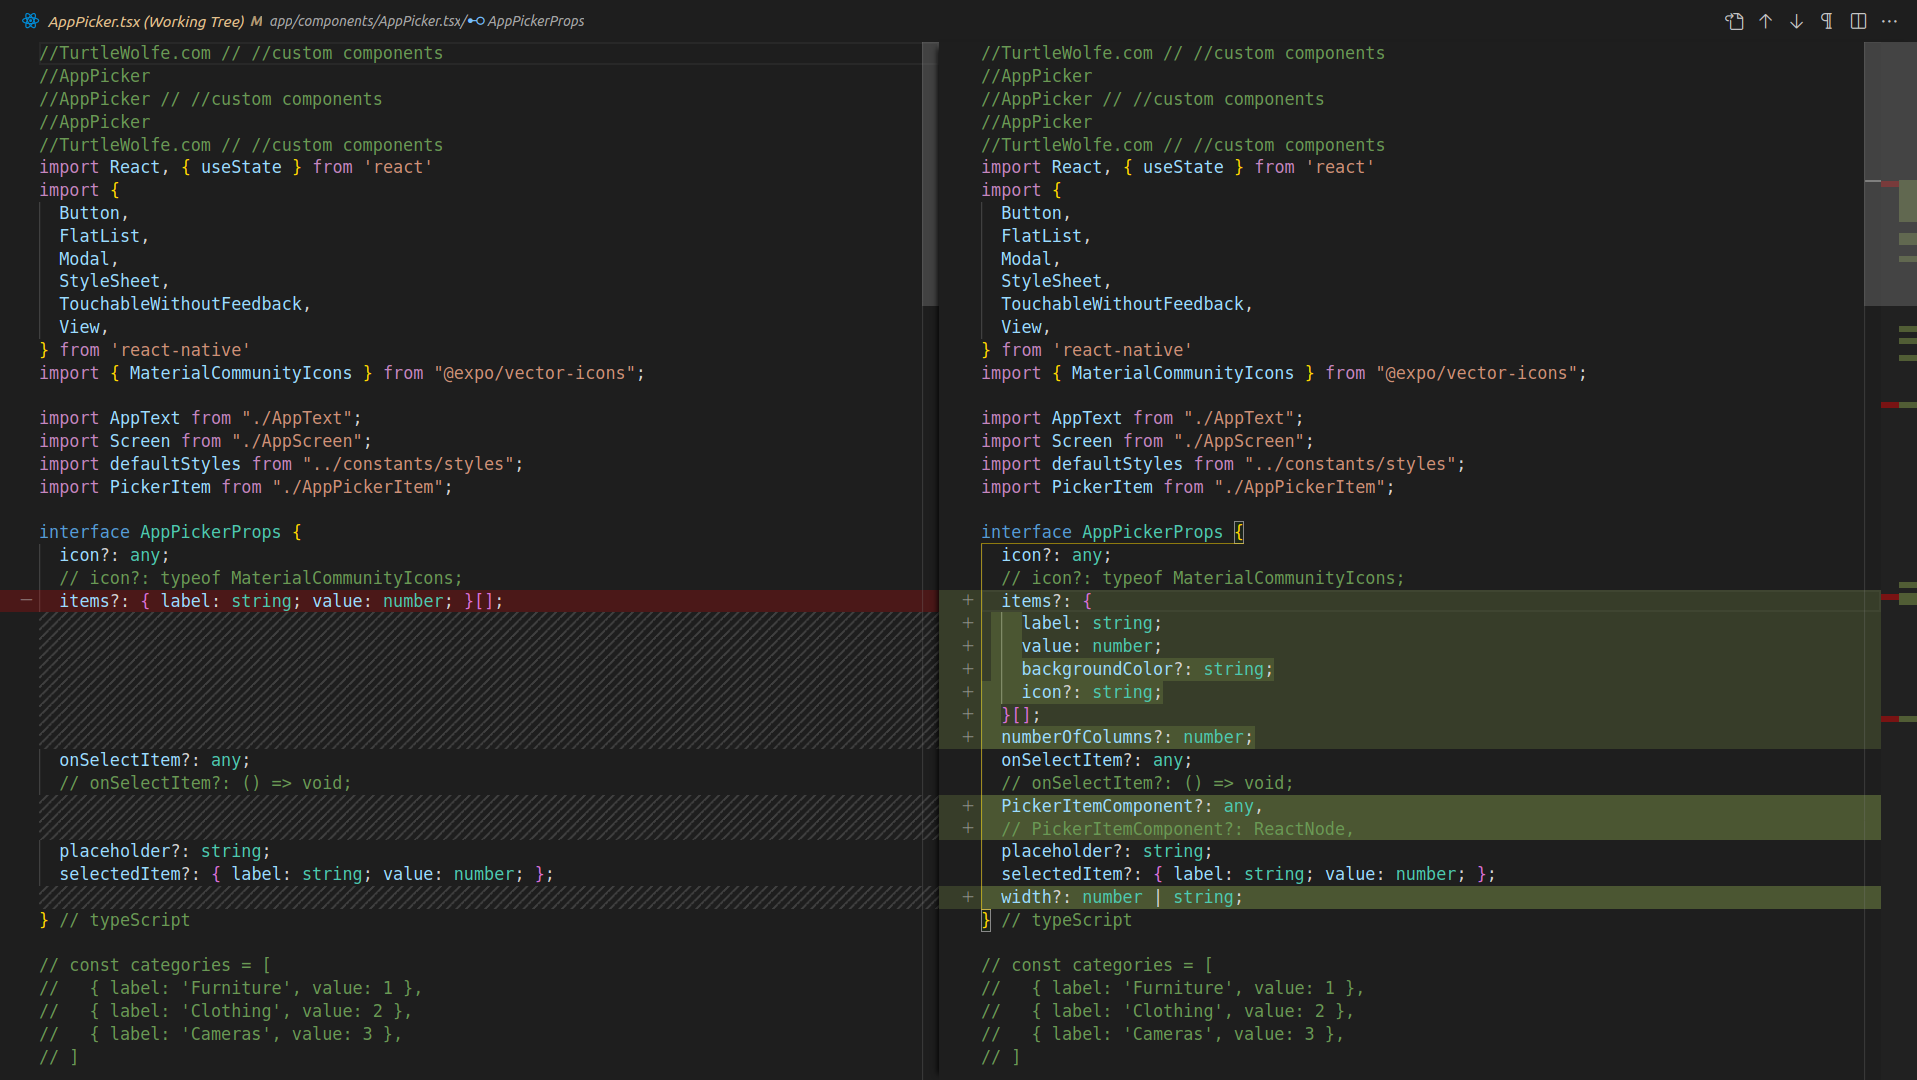 AppPicker.tsx (Working Tree) M app/components/AppPicker.tsx/ AppPickerProps
//TurtleWolfe.com // //custom components
//AppPicker
//AppPicker // //custom components
//AppPicker
//TurtleWolfe.com // //custom components
import React, { useState } from 'react'
import {
  Button,
  FlatList,
  Modal,
  StyleSheet,
  TouchableWithoutFeedback,
  View,
} from 'react-native'
import { MaterialCommunityIcons } from "@expo/vector-icons";
import AppText from "./AppText";
import Screen from "./AppScreen";
import defaultStyles from "../constants/styles";
import PickerItem from "./AppPickerItem";
interface AppPickerProps {
  icon?: any;
  // icon?: typeof MaterialCommunityIcons;
−  items?: { label: string; value: number; }[];
  onSelectItem?: any;
  // onSelectItem?: () => void;
  placeholder?: string;
  selectedItem?: { label: string; value: number; };
} // typeScript
// const categories = [
//   { label: 'Furniture', value: 1 },
//   { label: 'Clothing', value: 2 },
//   { label: 'Cameras', value: 3 },
// ]
//TurtleWolfe.com // //custom components
//AppPicker
//AppPicker // //custom components
//AppPicker
//TurtleWolfe.com // //custom components
import React, { useState } from 'react'
import {
  Button,
  FlatList,
  Modal,
  StyleSheet,
  TouchableWithoutFeedback,
  View,
} from 'react-native'
import { MaterialCommunityIcons } from "@expo/vector-icons";
import AppText from "./AppText";
import Screen from "./AppScreen";
import defaultStyles from "../constants/styles";
import PickerItem from "./AppPickerItem";
interface AppPickerProps {
  icon?: any;
  // icon?: typeof MaterialCommunityIcons;
+  items?: {
+    label: string;
+    value: number;
+    backgroundColor?: string;
+    icon?: string;
+  }[];
+  numberOfColumns?: number;
  onSelectItem?: any;
  // onSelectItem?: () => void;
+  PickerItemComponent?: any,
+  // PickerItemComponent?: ReactNode,
  placeholder?: string;
  selectedItem?: { label: string; value: number; };
+  width?: number | string;
} // typeScript
// const categories = [
//   { label: 'Furniture', value: 1 },
//   { label: 'Clothing', value: 2 },
//   { label: 'Cameras', value: 3 },
// ]